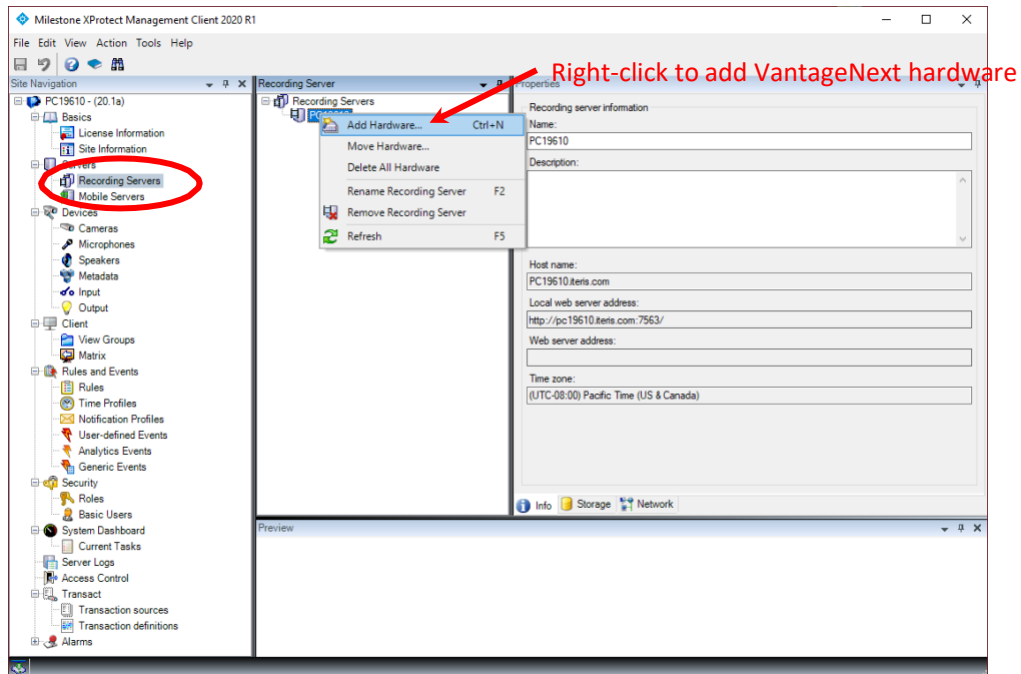 Milestone XProtect Management Client 2020 R1
File Edit View Action Tools Help
Site Navigation
PC19610 - (20.1a)
Basics
License Information
Site Information
Servers
Recording Servers
Mobile Servers
Devices
Cameras
Microphones
Speakers
Metadata
Input
Output
Client
View Groups
Matrix
Rules and Events
Rules
Time Profiles
Notification Profiles
User-defined Events
Analytics Events
Generic Events
Security
Roles
Basic Users
System Dashboard
Current Tasks
Server Logs
Access Control
Transact
Transaction sources
Transaction definitions
Alarms
Recording Server
Recording Servers
Add Hardware... Ctrl+N
Move Hardware...
Delete All Hardware
Rename Recording Server F2
Remove Recording Server
Refresh F5
Right-click to add VantageNext hardware
Properties
Recording server information
Name:
PC19610
Description:
Host name:
PC19610.iteris.com
Local web server address:
http://pc19610.iteris.com:7563/
Web server address:
Time zone:
(UTC-08:00) Pacific Time (US & Canada)
Info Storage Network
Preview